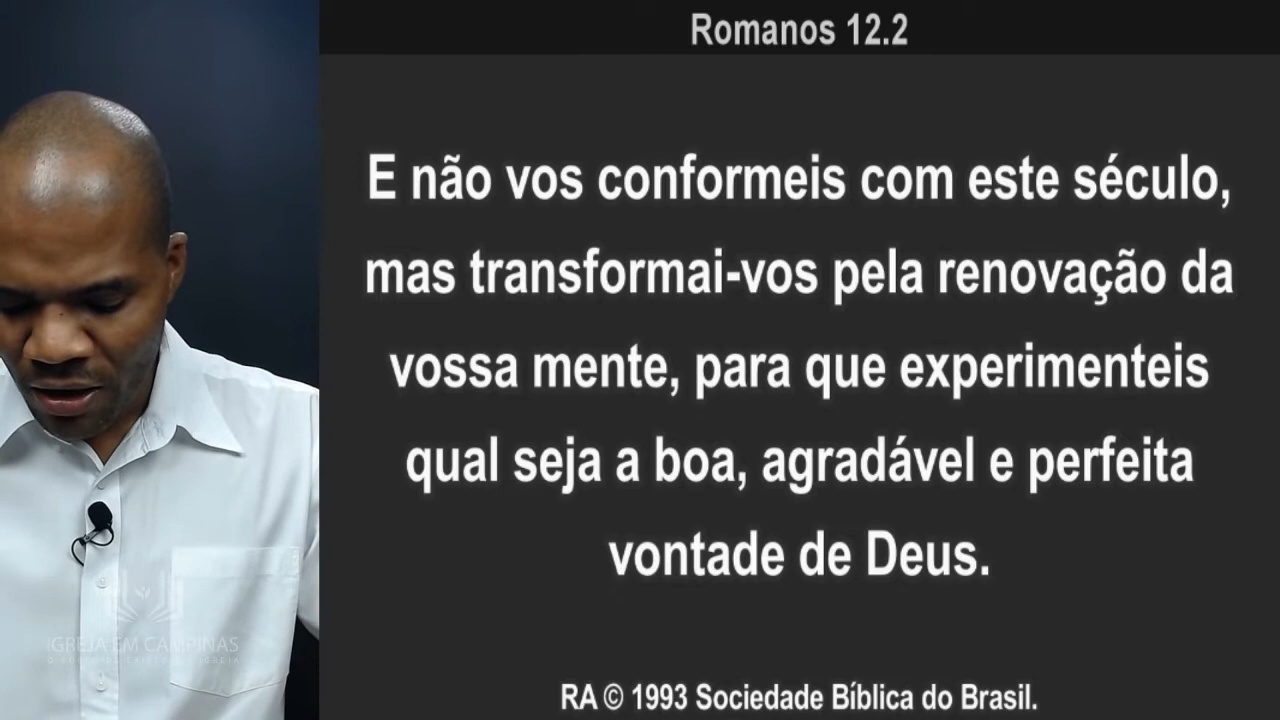 Romanos 12.2
E não vos conformeis com este século,
mas transformai-vos pela renovação da
vossa mente, para que experimenteis
qual seja a boa, agradável e perfeita
vontade de Deus.
RA © 1993 Sociedade Bíblica do Brasil.
IGREJA EM CAMPINAS